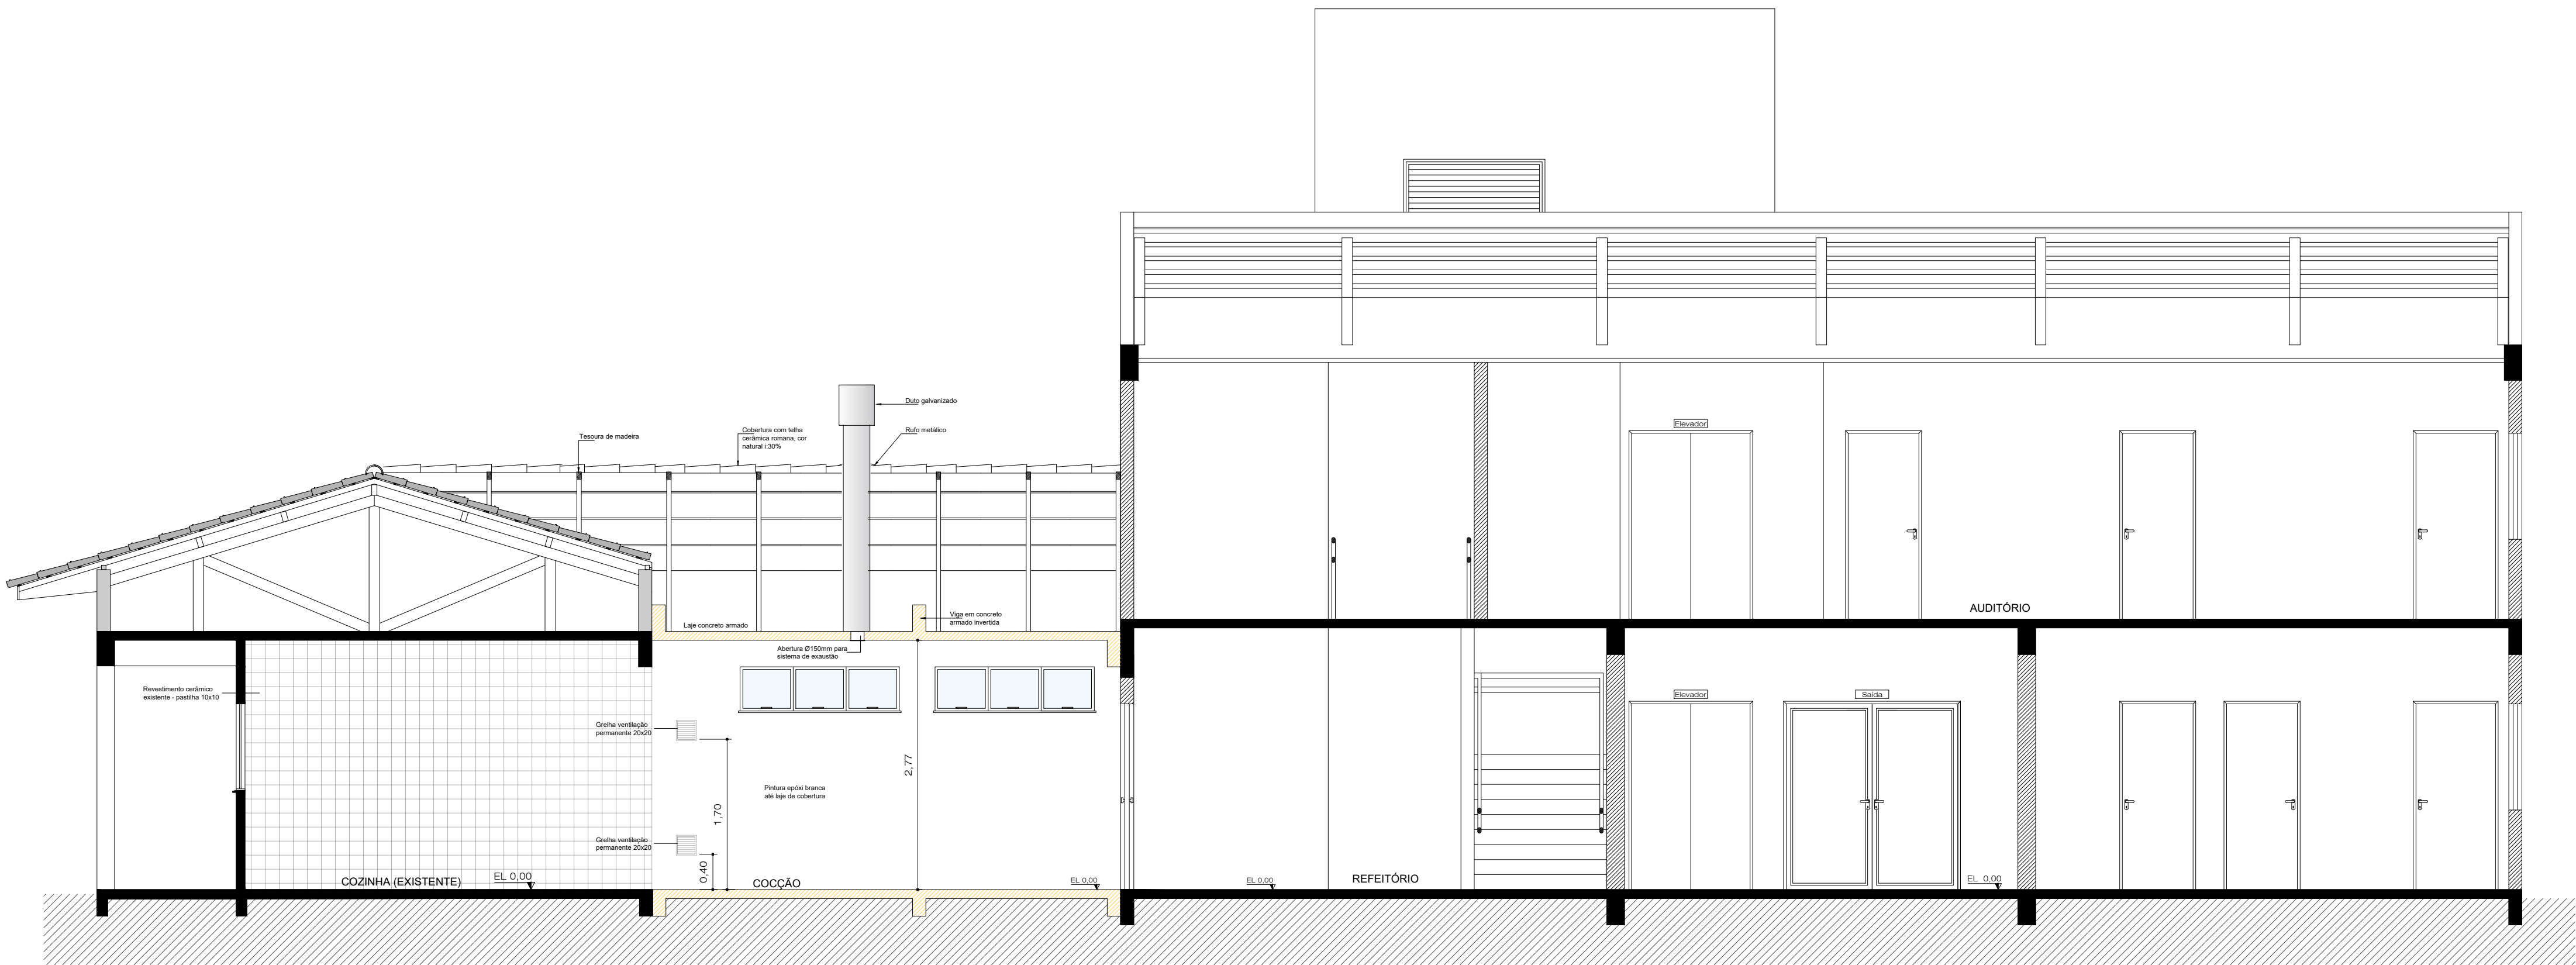 Duto galvanizado
Rufo metálico
Cobertura com telha
cerâmica romana, cor
natural i:30%
Tesoura de madeira
Elevador
AUDITÓRIO
Viga em concreto
armado invertida
Laje concreto armado
Abertura Ø150mm para
sistema de exaustão
Revestimento cerâmico
existente - pastilha 10x10
Elevador
Saída
Grelha ventilação
permanente 20x20
2,77
Pintura epóxi branca
até laje de cobertura
1,70
Grelha ventilação
permanente 20x20
0,40
COZINHA (EXISTENTE)
EL 0,00
COCÇÃO
EL 0,00
EL 0,00
REFEITÓRIO
EL 0,00